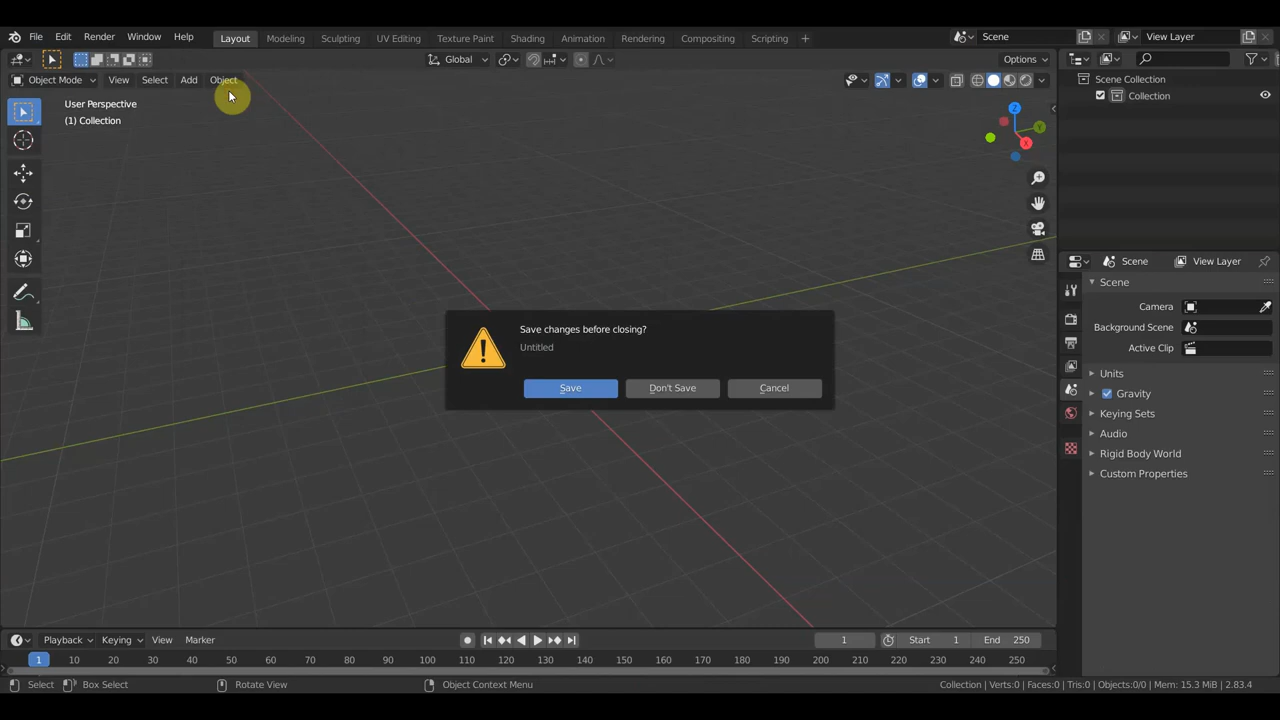 File Edit Render Window Help Layout Modeling Sculpting UV Editing Texture Paint Shading Animation Rendering Compositing Scripting + Scene View Layer
Global Options
Object Mode View Select Add Object
Scene Collection
Collection
User Perspective
(1) Collection
Z
Y
X
Scene View Layer
Scene
Camera
Background Scene
Active Clip
Units
Gravity
Keying Sets
Audio
Rigid Body World
Custom Properties
Save changes before closing?
Untitled
Save Don't Save Cancel
Playback Keying View Marker 1 Start 1 End 250
1 10 20 30 40 50 60 70 80 90 100 110 120 130 140 150 160 170 180 190 200 210 220 230 240 250
Select Box Select Rotate View Object Context Menu Collection | Verts:0 | Faces:0 | Tris:0 | Objects:0/0 | Mem: 15.3 MiB | 2.83.4